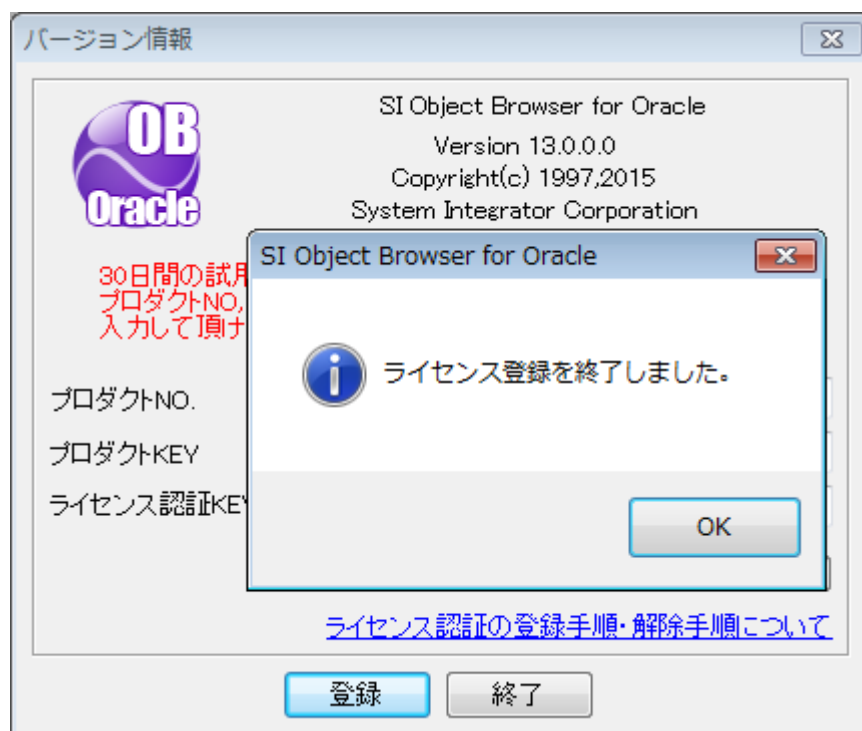 バージョン情報
OB
Oracle
SI Object Browser for Oracle
Version 13.0.0.0
Copyright(c) 1997,2015
System Integrator Corporation
SI Object Browser for Oracle
30日間の試用
プロダクトNO,
入力して頂け
ライセンス登録を終了しました。
プロダクトNO.
プロダクトKEY
ライセンス認証KEY
OK
ライセンス認証の登録手順・解除手順について
登録
終了